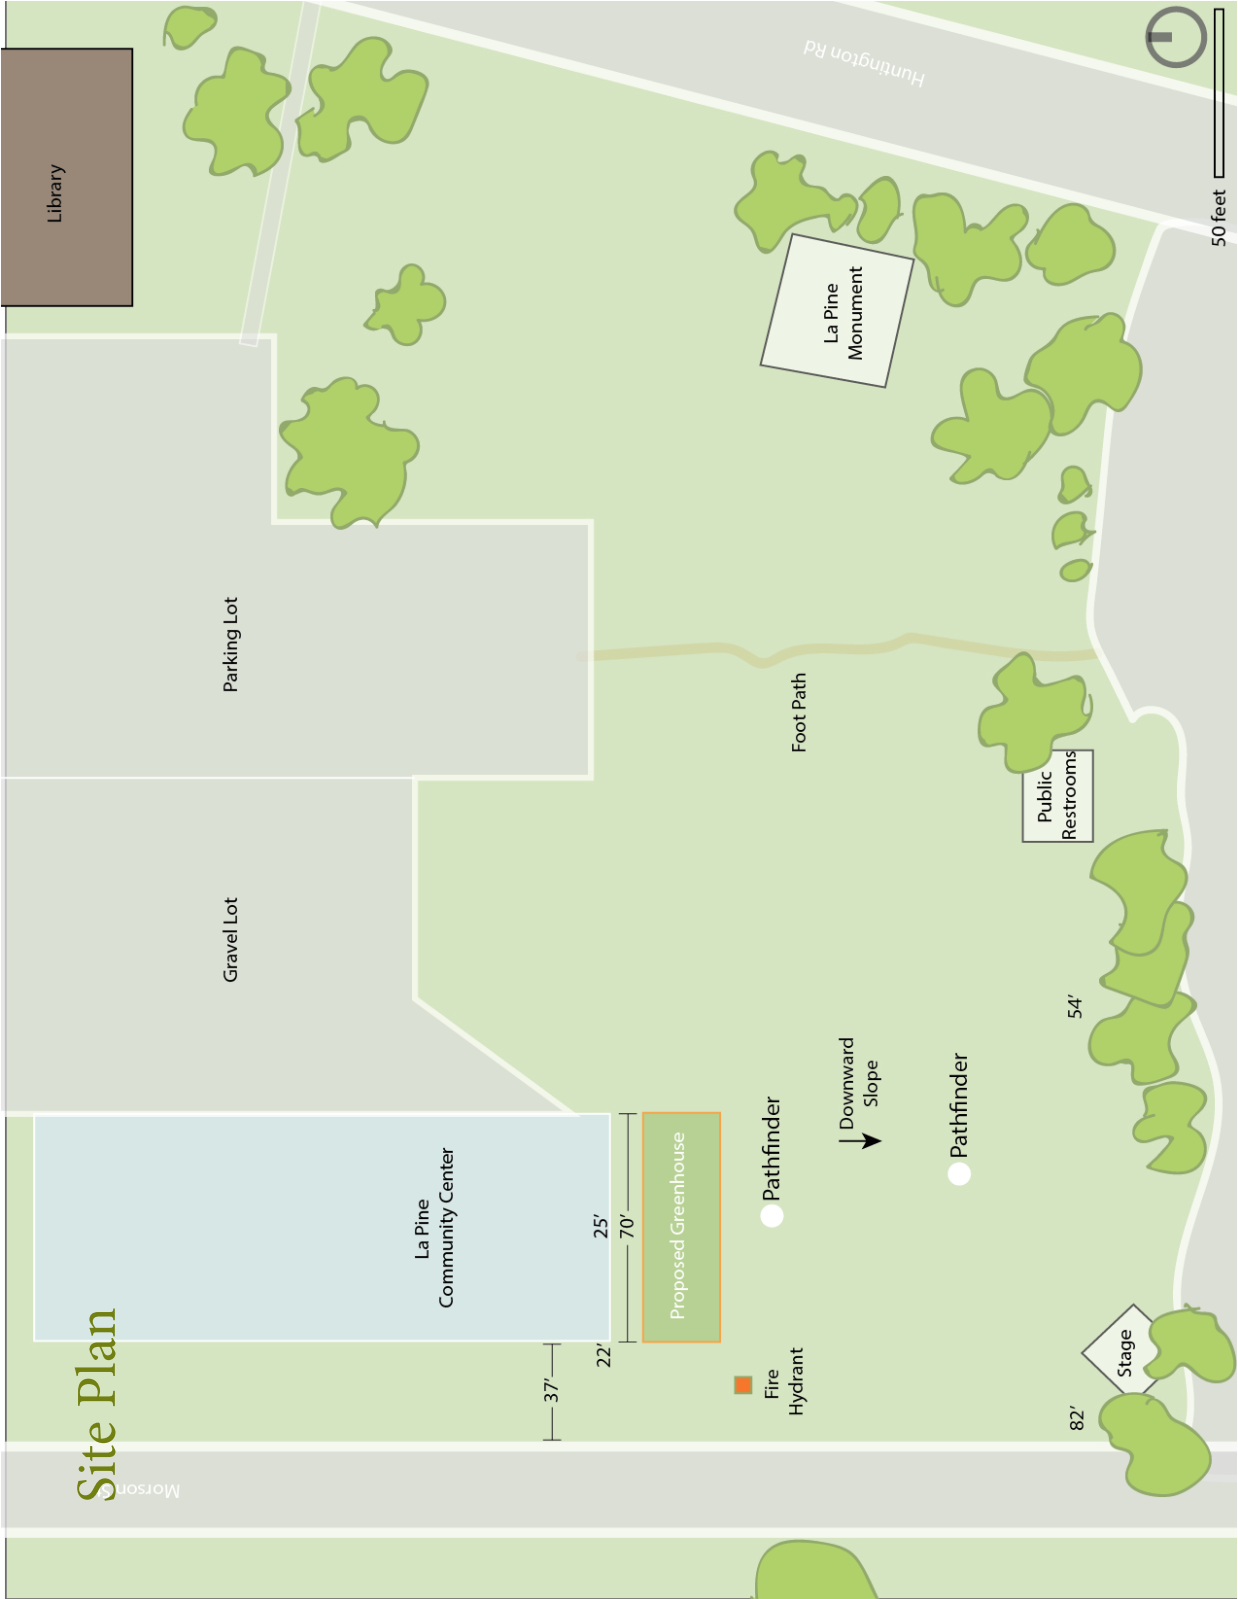 Site Plan
Morson St
37’
22’
25’
70’
La Pine
Community Center
Proposed Greenhouse
Fire
Hydrant
Pathfinder
Downward
Slope
Pathfinder
82’
Stage
54’
Gravel Lot
Parking Lot
Foot Path
Public
Restrooms
Library
La Pine
Monument
Huntington Rd
50 feet